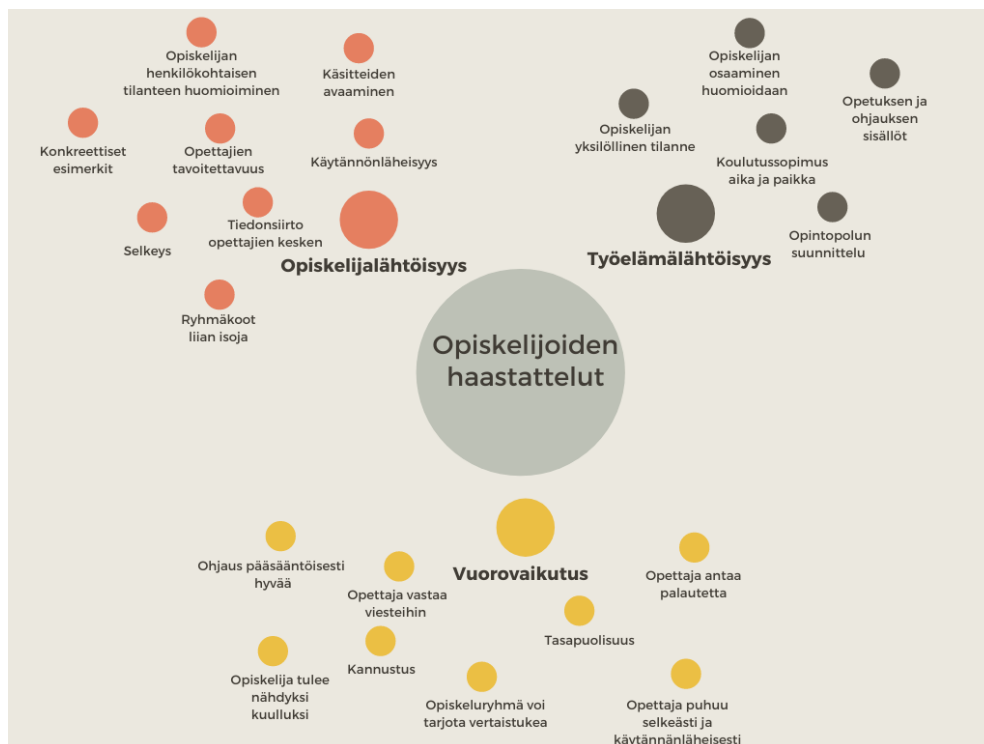 Opiskelijan
henkilökohtaisen
tilanteen huomioiminen
Käsitteiden
avaaminen
Konkreettiset
esimerkit
Opettajien
tavoitettavuus
Käytännönläheisyys
Selkeys
Tiedonsiirto
opettajien kesken
Opiskelijalähtöisyys
Ryhmäkoot
liian isoja
Opiskelijan
osaaminen
huomioidaan
Opetuksen ja
ohjauksen
sisällöt
Opiskelijan
yksilöllinen tilanne
Koulutussopimus
aika ja paikka
Opintopolun
suunnittelu
Työelämälähtöisyys
Opiskelijoiden
haastattelut
Vuorovaikutus
Ohjaus pääsääntöisesti
hyvää
Opettaja vastaa
viesteihin
Opettaja antaa
palautetta
Tasapuolisuus
Kannustus
Opiskelija tulee
nähdyksi
kuulluksi
Opiskeluryhmä voi
tarjota vertaistukea
Opettaja puhuu
selkeästi ja
käytännänläheisesti